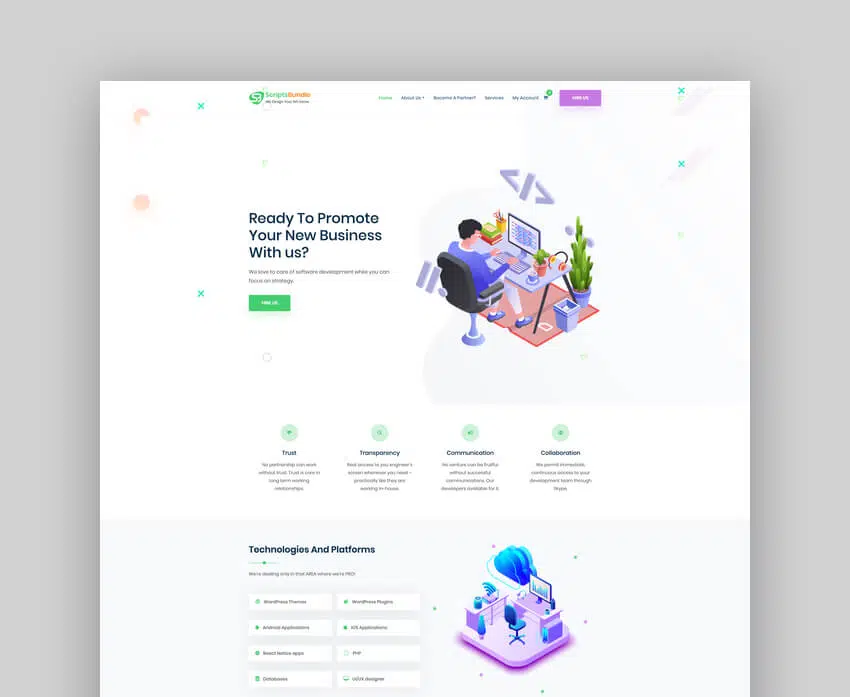 ScriptsBundle
We Design You Will Grow
Home
About Us
Become A Partner?
Services
My Account
HIRE US
Ready To Promote
Your New Business
With us?
We love to care of software development while you can
focus on strategy.
HIRE US
Trust
No partnership can work
without trust. Trust is core in
long term working
relationships.
Transparency
Real access to you engineer's
screen whenever you need –
practically like they are
working in-house.
Communication
No venture can be fruitful
without successful
communications. Our
developers available for it.
Collaboration
We permit immediate,
continuous access to your
development team through
Skype.
Technologies And Platforms
We're dealing only in that AREA where we're PRO!
WordPress Themes
WordPress Plugins
Android Applications
iOS Applications
React Native apps
PHP
Databases
UI/UX designer